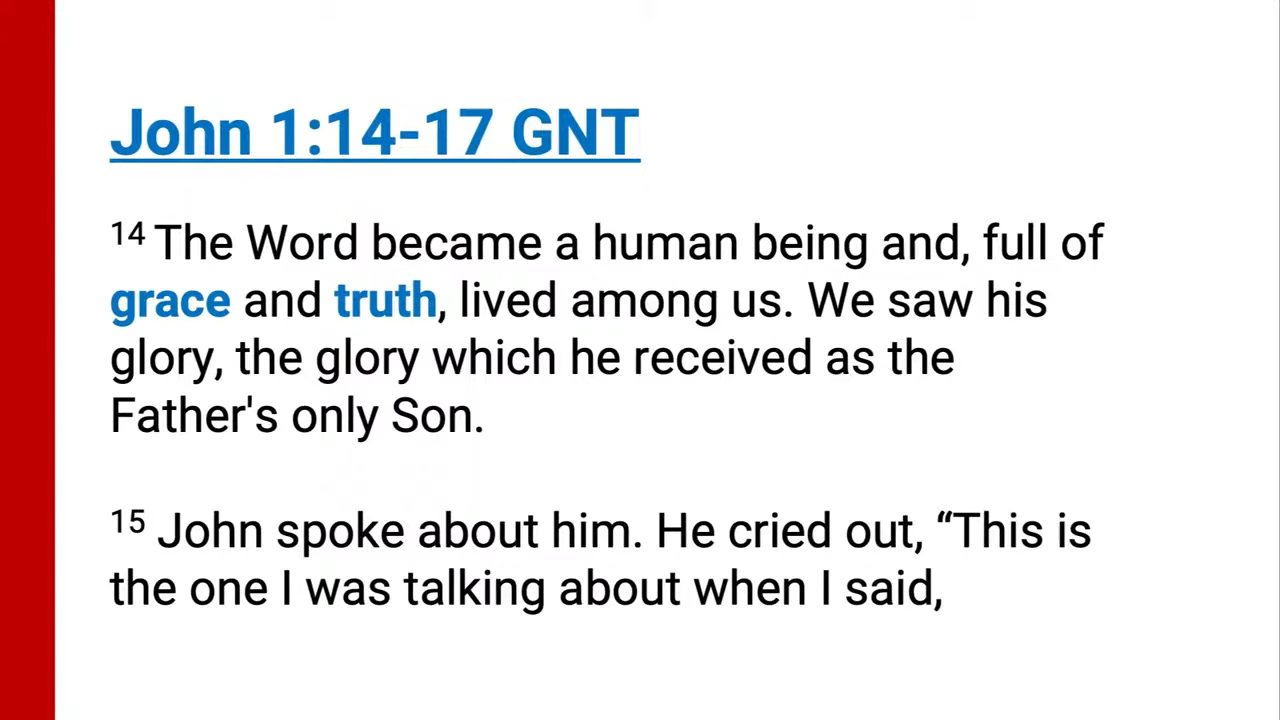 John 1:14-17 GNT
14 The Word became a human being and, full of
grace and truth, lived among us. We saw his
glory, the glory which he received as the
Father's only Son.
15 John spoke about him. He cried out, “This is
the one I was talking about when I said,